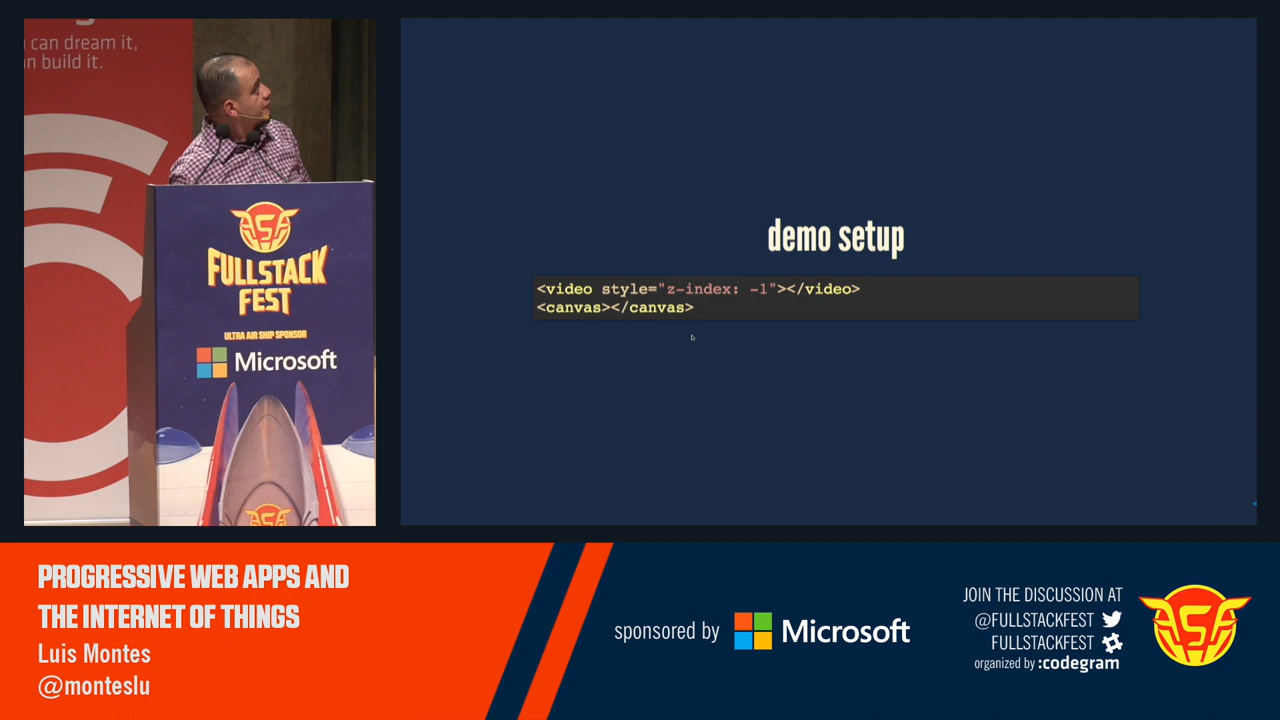 can dream it,
n build it.
FULLSTACK
FEST
ULTRA AIR SHIP SPONSOR
Microsoft
demo setup
<video style="z-index: -1"></video>
<canvas></canvas>
PROGRESSIVE WEB APPS AND
THE INTERNET OF THINGS
Luis Montes
@monteslu
sponsored by Microsoft
JOIN THE DISCUSSION AT
@FULLSTACKFEST
FULLSTACKFEST
organized by :codegram
FSF